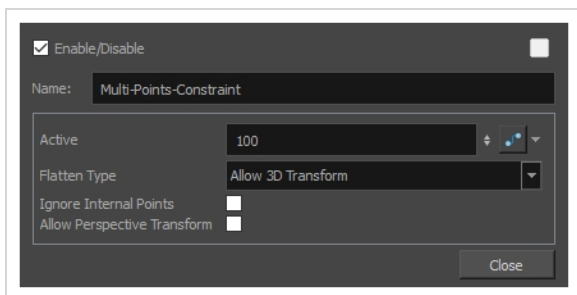 Enable/Disable
Name: Multi-Points-Constraint
Active 100
Flatten Type Allow 3D Transform
Ignore Internal Points
Allow Perspective Transform
Close